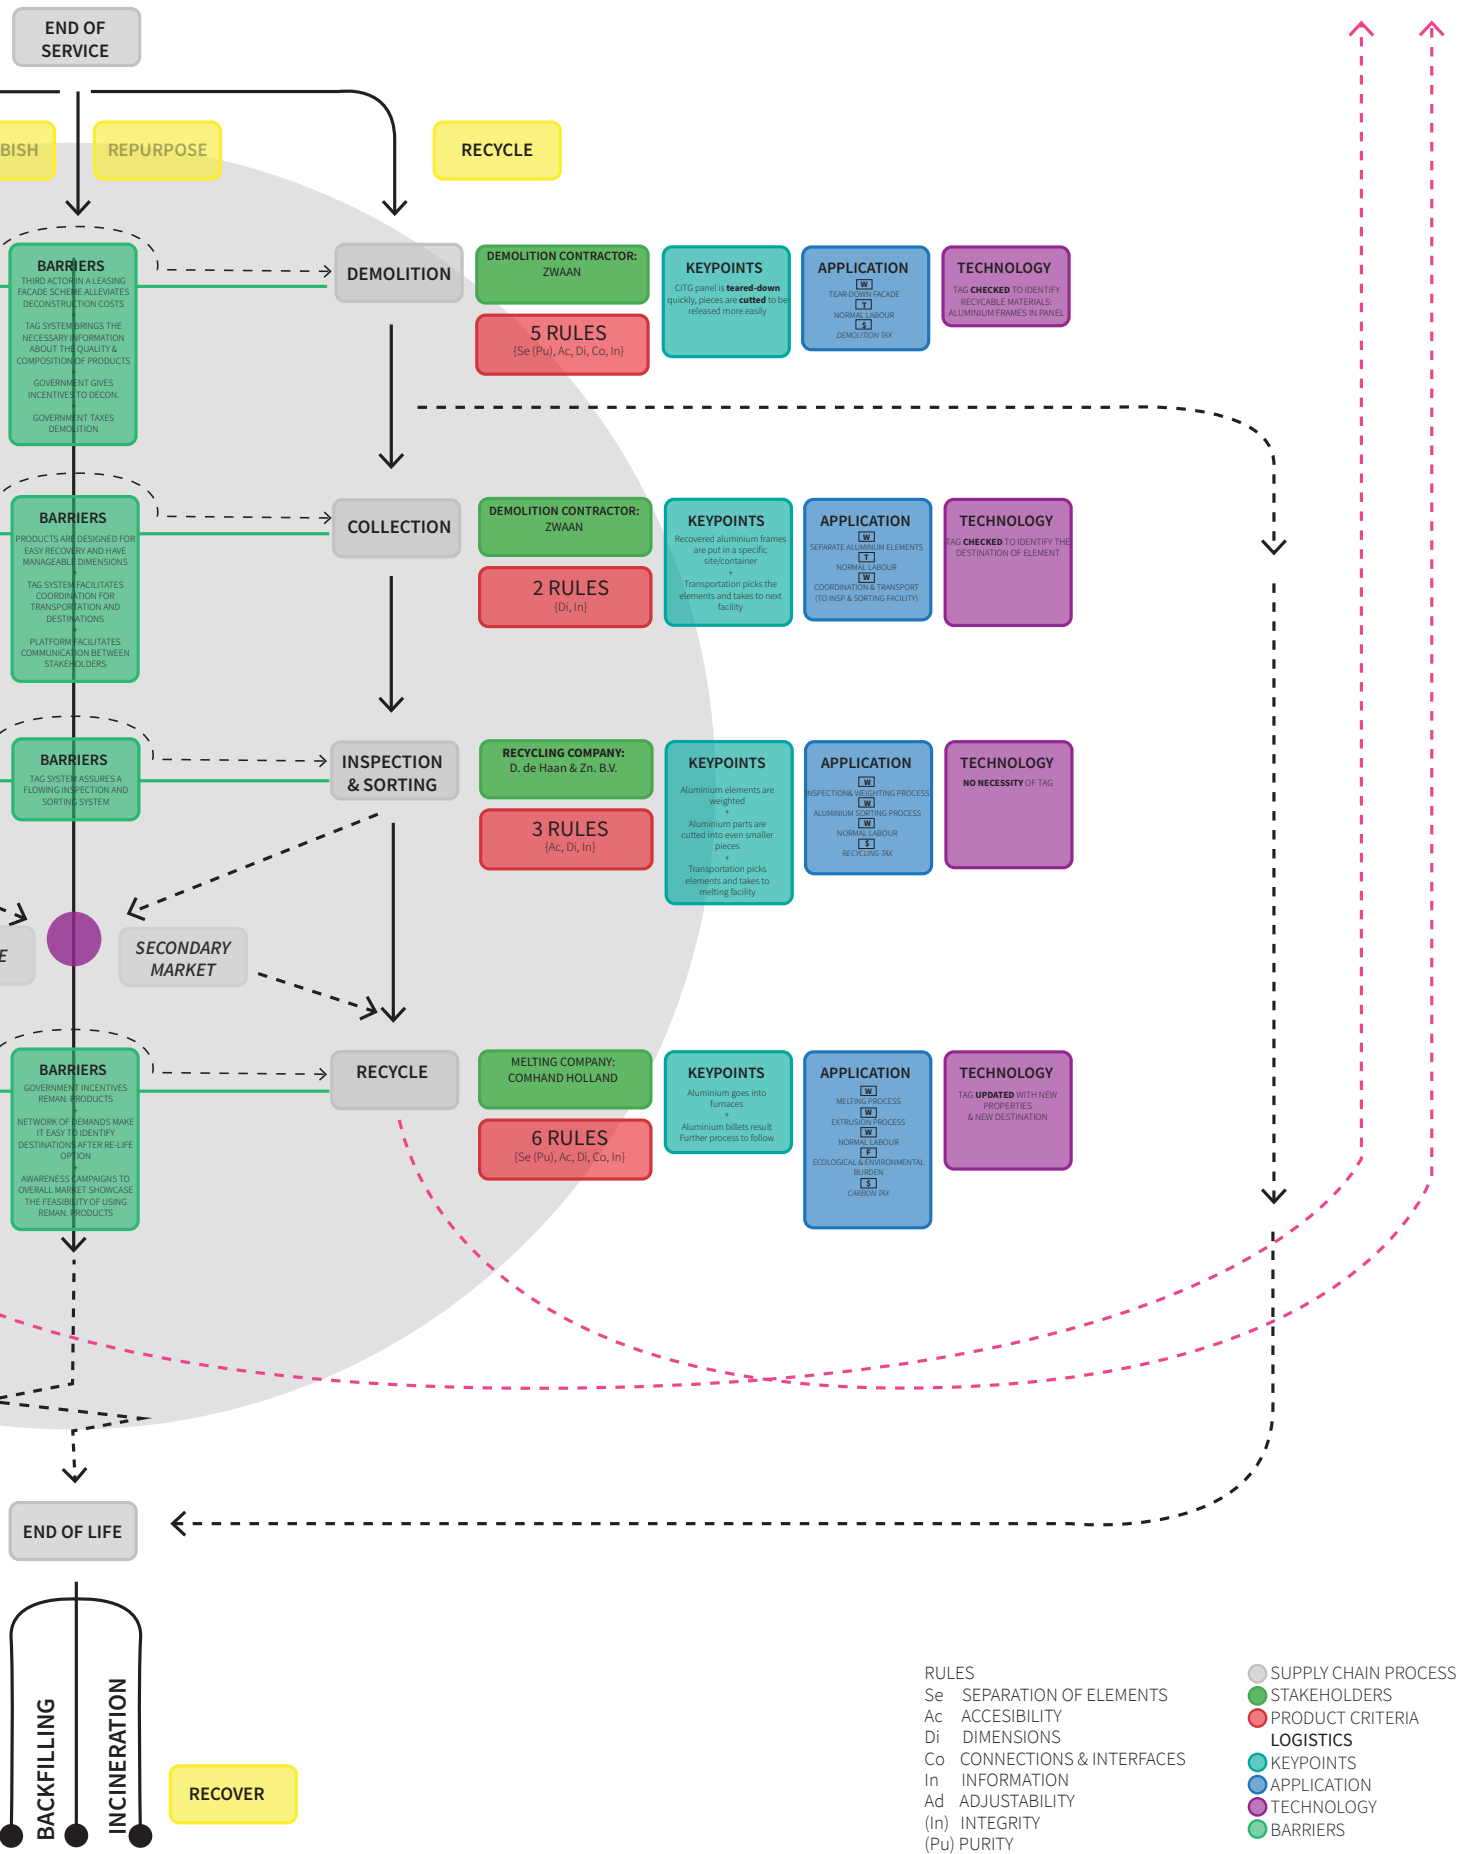 END OF
SERVICE
BISH
REPURPOSE
RECYCLE
BARRIERS
THIRD ACTOR IN A LEASING
FACADE SCHEME ALLEVIATES
DECONSTRUCTION COSTS
+
TAG SYSTEM BRINGS THE
NECESSARY INFORMATION
ABOUT THE QUALITY &
COMPOSITION OF PRODUCTS
+
GOVERNMENT GIVES
INCENTIVES TO DECON.
+
GOVERNMENT TAXES
DEMOLITION
DEMOLITION
DEMOLITION CONTRACTOR:
ZWAAN
5 RULES
{Se (Pu), Ac, Di, Co, In}
KEYPOINTS
CITG panel is teared-down
quickly, pieces are cutted to be
released more easily
APPLICATION
W
TEAR-DOWN FACADE
T
NORMAL LABOUR
$
DEMOLITION TAX
TECHNOLOGY
TAG CHECKED TO IDENTIFY
RECYCABLE MATERIALS:
ALUMINIUM FRAMES IN PANEL
BARRIERS
PRODUCTS ARE DESIGNED FOR
EASY RECOVERY AND HAVE
MANAGEABLE DIMENSIONS
+
TAG SYSTEM FACILITATES
COORDINATION FOR
TRANSPORTATION AND
DESTINATIONS
+
PLATFORM FACILITATES
COMMUNICATION BETWEEN
STAKEHOLDERS
COLLECTION
DEMOLITION CONTRACTOR:
ZWAAN
2 RULES
{Di, In}
KEYPOINTS
Recovered aluminium frames
are put in a specific
site/container
+
Transportation picks the
elements and takes to next
facility
APPLICATION
W
SEPARATE ALUMINUM ELEMENTS
T
NORMAL LABOUR
W
COORDINATION & TRANSPORT
(TO INSP & SORTING FACILITY)
TECHNOLOGY
TAG CHECKED TO IDENTIFY THE
DESTINATION OF ELEMENT
BARRIERS
TAG SYSTEM ASSURES A
FLOWING INSPECTION AND
SORTING SYSTEM
INSPECTION
& SORTING
RECYCLING COMPANY:
D. de Haan & Zn. B.V.
3 RULES
{Ac, Di, In}
KEYPOINTS
Aluminium elements are
weighted
+
Aluminium parts are
cutted into even smaller
pieces
+
Transportation picks
elements and takes to
melting facility
APPLICATION
W
INSPECTION& WEIGHTING PROCESS
W
ALUMINIUM SORTING PROCESS
W
NORMAL LABOUR
$
RECYCLING TAX
TECHNOLOGY
NO NECESSITY OF TAG
E
SECONDARY
MARKET
BARRIERS
GOVERNMENT INCENTIVES
REMAN. PRODUCTS
+
NETWORK OF DEMANDS MAKE
IT EASY TO IDENTIFY
DESTINATIONS AFTER RE-LIFE
OPTION
+
AWARENESS CAMPAIGNS TO
OVERALL MARKET SHOWCASE
THE FEASIBILITY OF USING
REMAN. PRODUCTS
RECYCLE
MELTING COMPANY:
COMHAND HOLLAND
6 RULES
{Se (Pu), Ac, Di, Co, In}
KEYPOINTS
Aluminium goes into
furnaces
+
Aluminium billets result
Further process to follow
APPLICATION
W
MELTING PROCESS
W
EXTRUSION PROCESS
W
NORMAL LABOUR
F
ECOLOGICAL & ENVIRONMENTAL
BURDEN
$
CARBON TAX
TECHNOLOGY
TAG UPDATED WITH NEW
PROPERTIES
& NEW DESTINATION
END OF LIFE
BACKFILLING
INCINERATION
RECOVER
RULES
Se SEPARATION OF ELEMENTS
Ac ACCESIBILITY
Di DIMENSIONS
Co CONNECTIONS & INTERFACES
In INFORMATION
Ad ADJUSTABILITY
(In) INTEGRITY
(Pu) PURITY
SUPPLY CHAIN PROCESS
STAKEHOLDERS
PRODUCT CRITERIA
LOGISTICS
KEYPOINTS
APPLICATION
TECHNOLOGY
BARRIERS